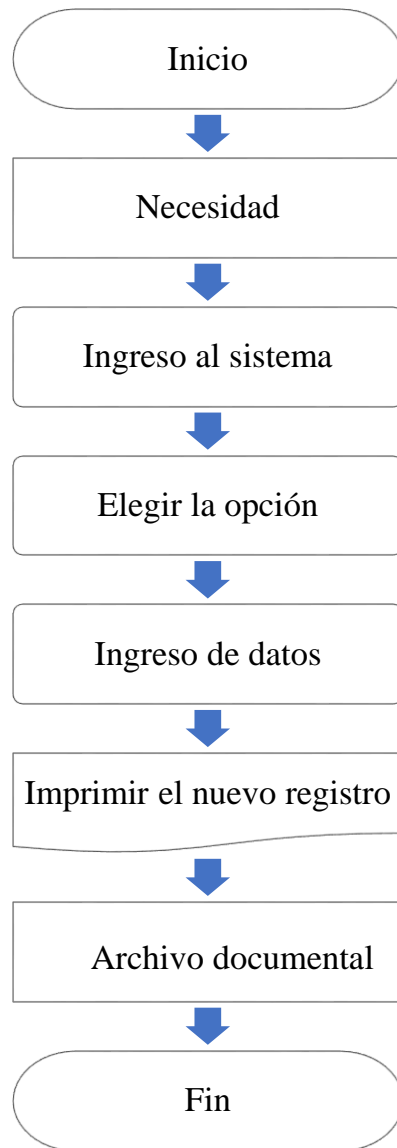 Inicio
Necesidad
Ingreso al sistema
Elegir la opción
Ingreso de datos
Imprimir el nuevo registro
Archivo documental
Fin